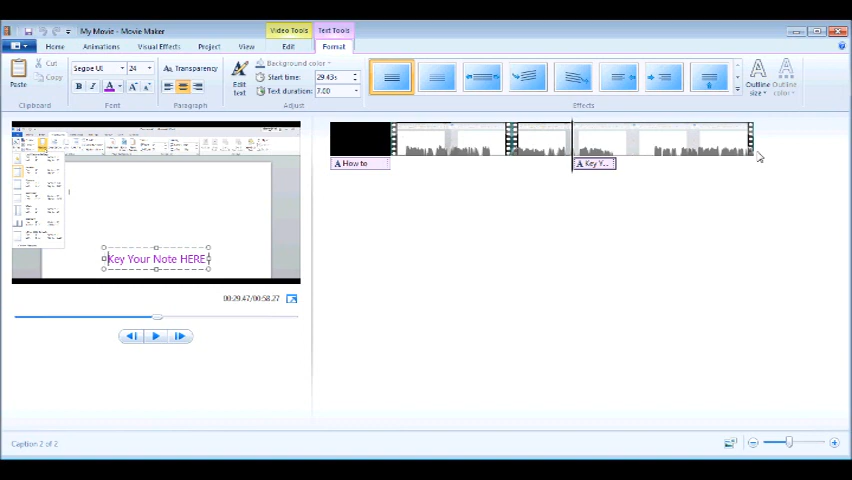 My Movie - Movie Maker
Video Tools
Text Tools
Home
Animations
Visual Effects
Project
View
Edit
Format
Paste
Cut
Copy
Clipboard
Segoe UI
24
Font
Transparency
Paragraph
Edit
text
Background color
Start time: 29.43s
Text duration: 7.00
Adjust
Effects
Outline
size
Outline
color
How to
Key Y...
Key Your Note HERE
00:29.47/00:58.27
Caption 2 of 2